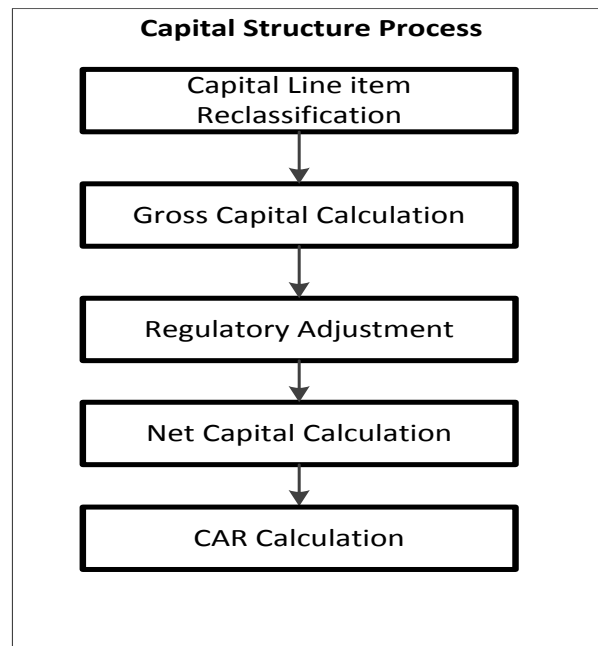 Capital Structure Process
Capital Line item
Reclassification
Gross Capital Calculation
Regulatory Adjustment
Net Capital Calculation
CAR Calculation